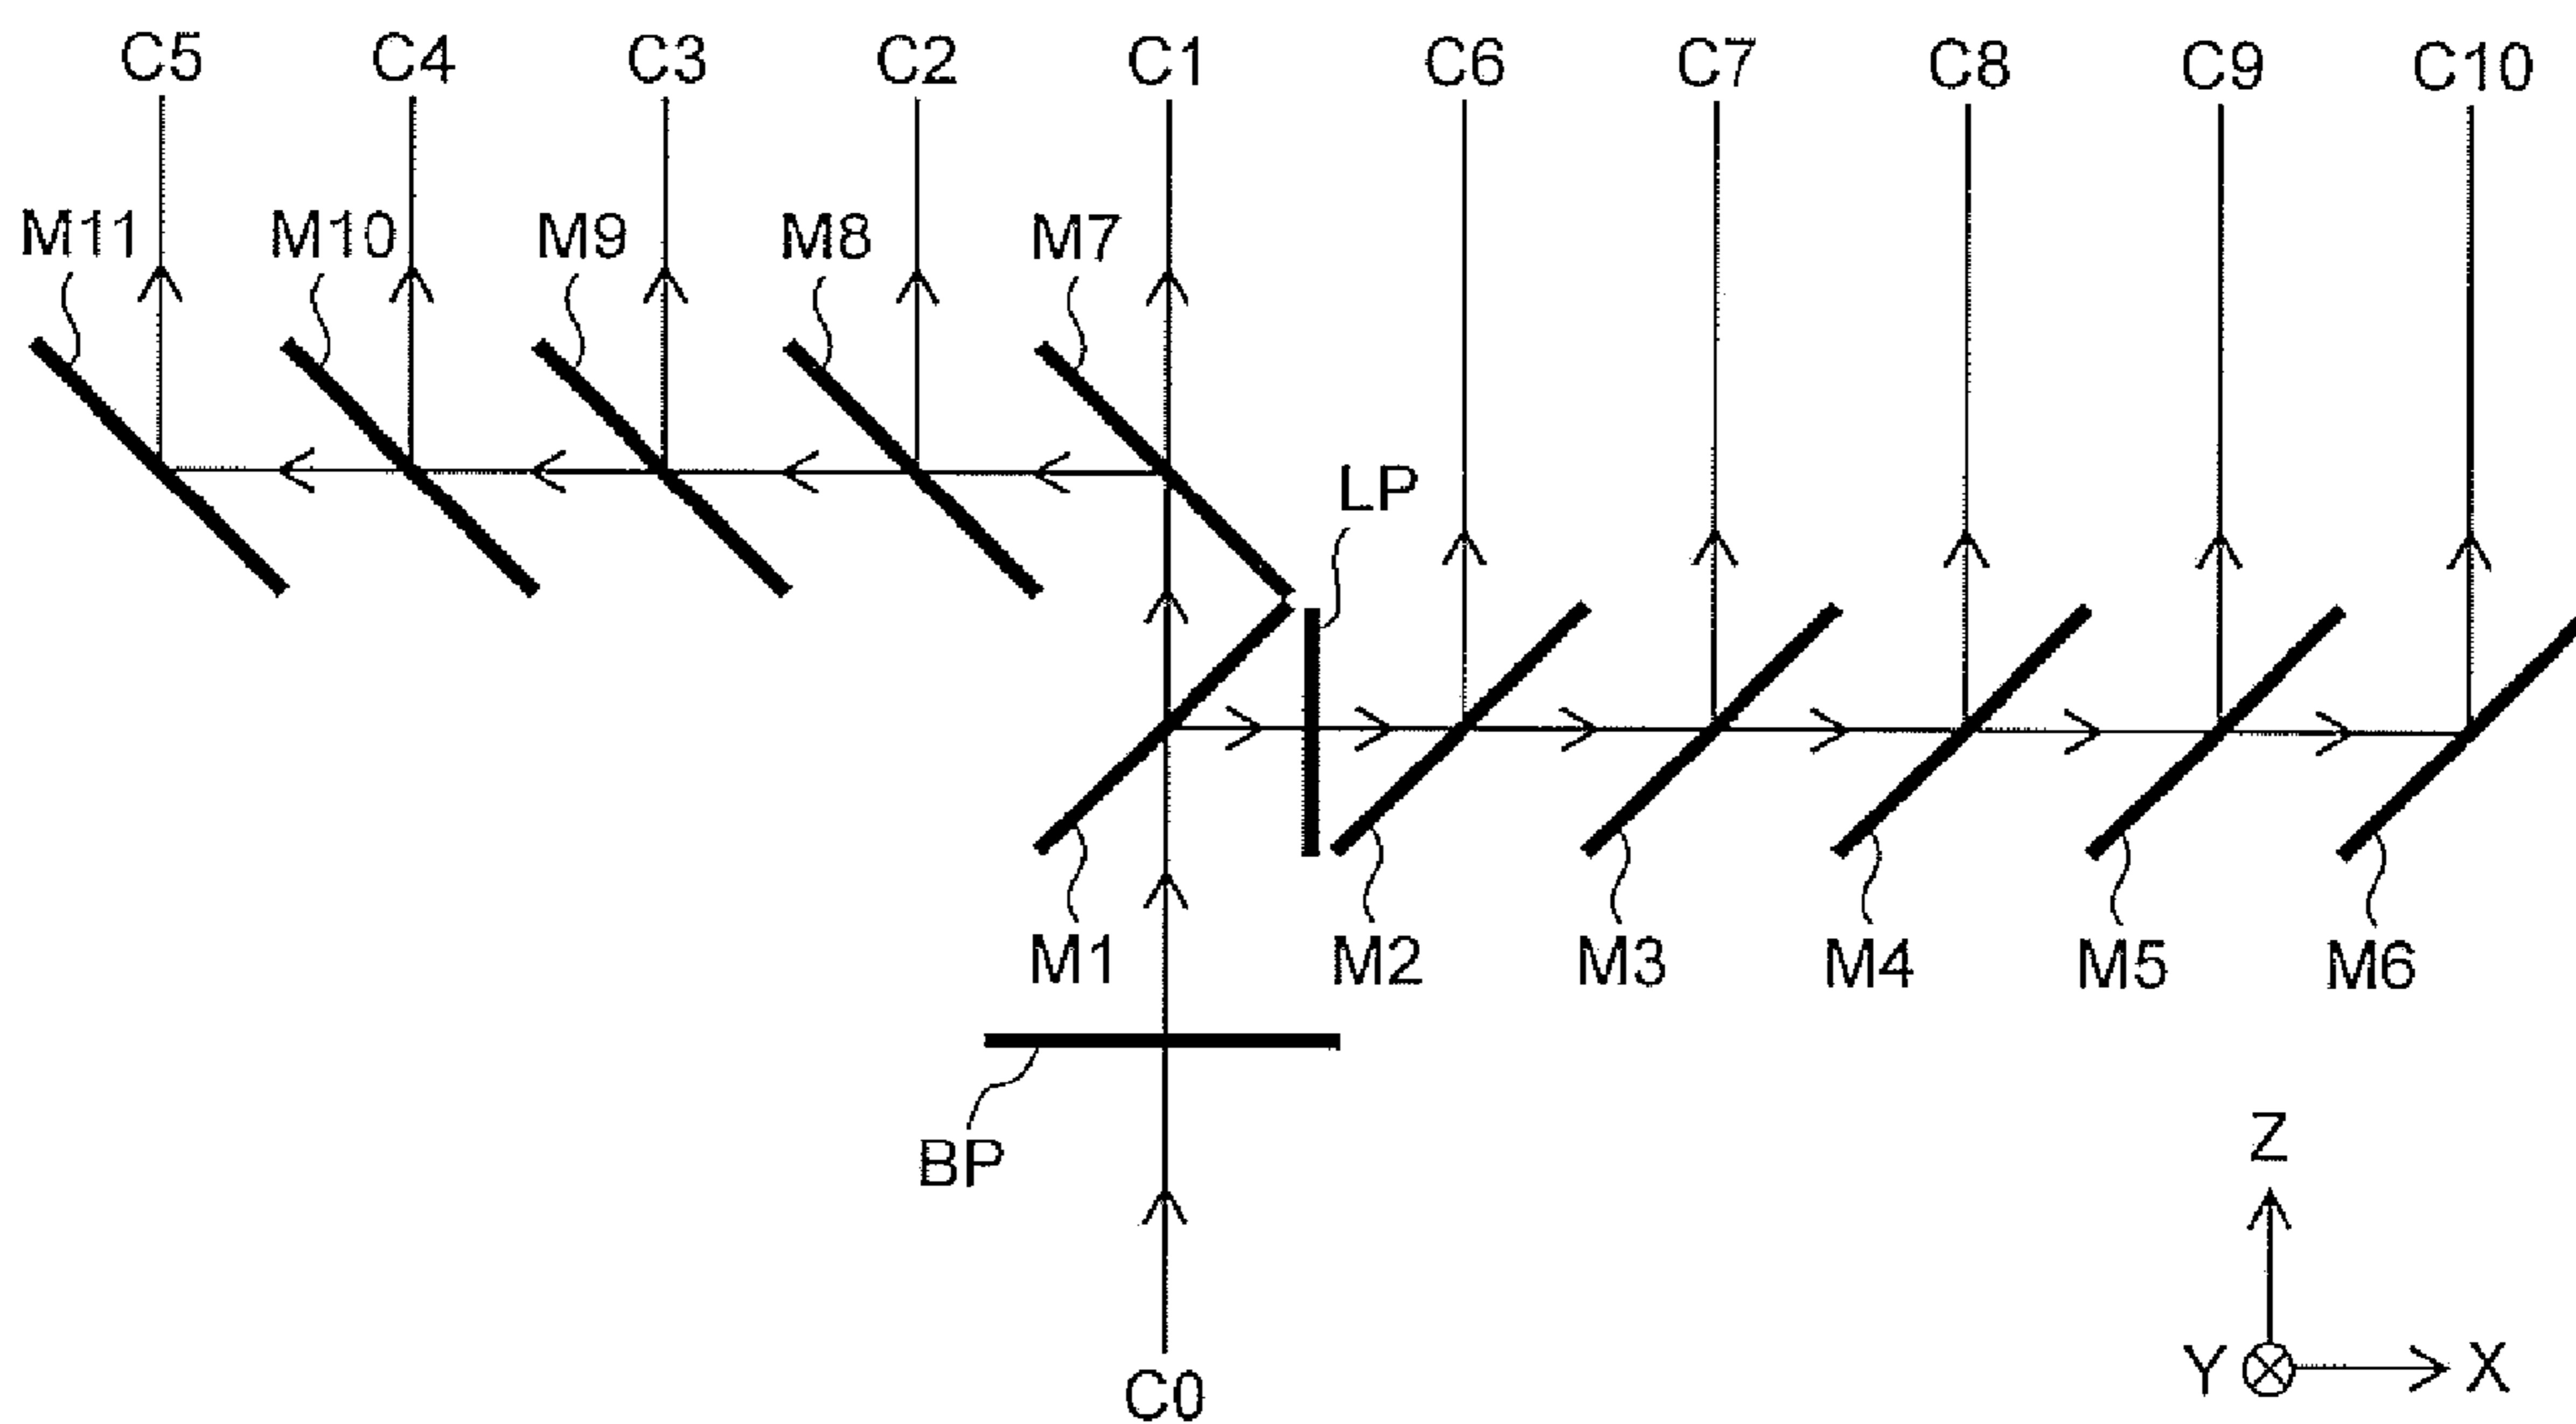 C5 C4 C3 C2 C1 C6 C7 C8 C9 C10
M11 M10 M9 M8 M7
LP
M1 M2 M3 M4 M5 M6
BP
Z
Y X
C0